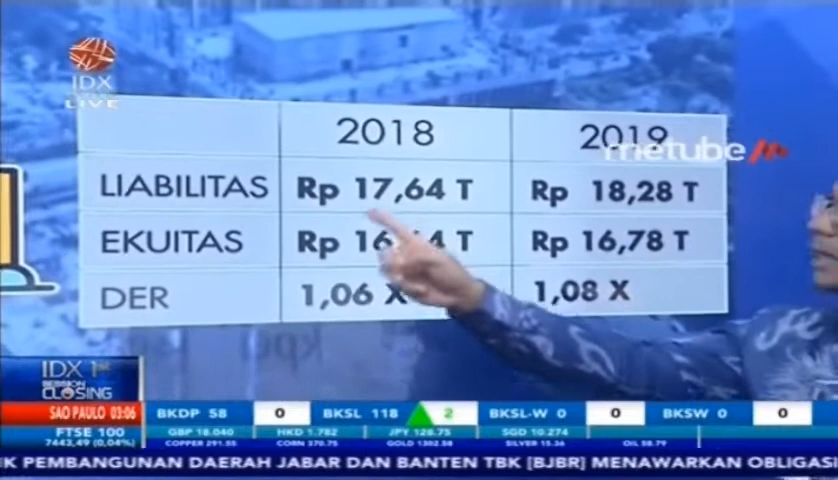 IDX
LIVE
2018 2019
metube
LIABILITAS Rp 17,64 T Rp 18,28 T
EKUITAS Rp T Rp 16,78 T
DER 1,06 X 1,08 X
IDX 1st
SESSION
CLOSING
SAO PAULO 03:06 BKDP 58 0 BKSL 118 2 BKSL-W 0 0 BKSW 0 0
FTSE 100 GBP 18.040 HKD 1.782 JPY 128.75 SGD 10.274
7443,49 (0,04%) COPPER 291.55 CORN 370.75 GOLD 1302.58 SILVER 15.36 OIL 58.79
IK PEMBANGUNAN DAERAH JABAR DAN BANTEN TBK [BJBR] MENAWARKAN OBLIGASI